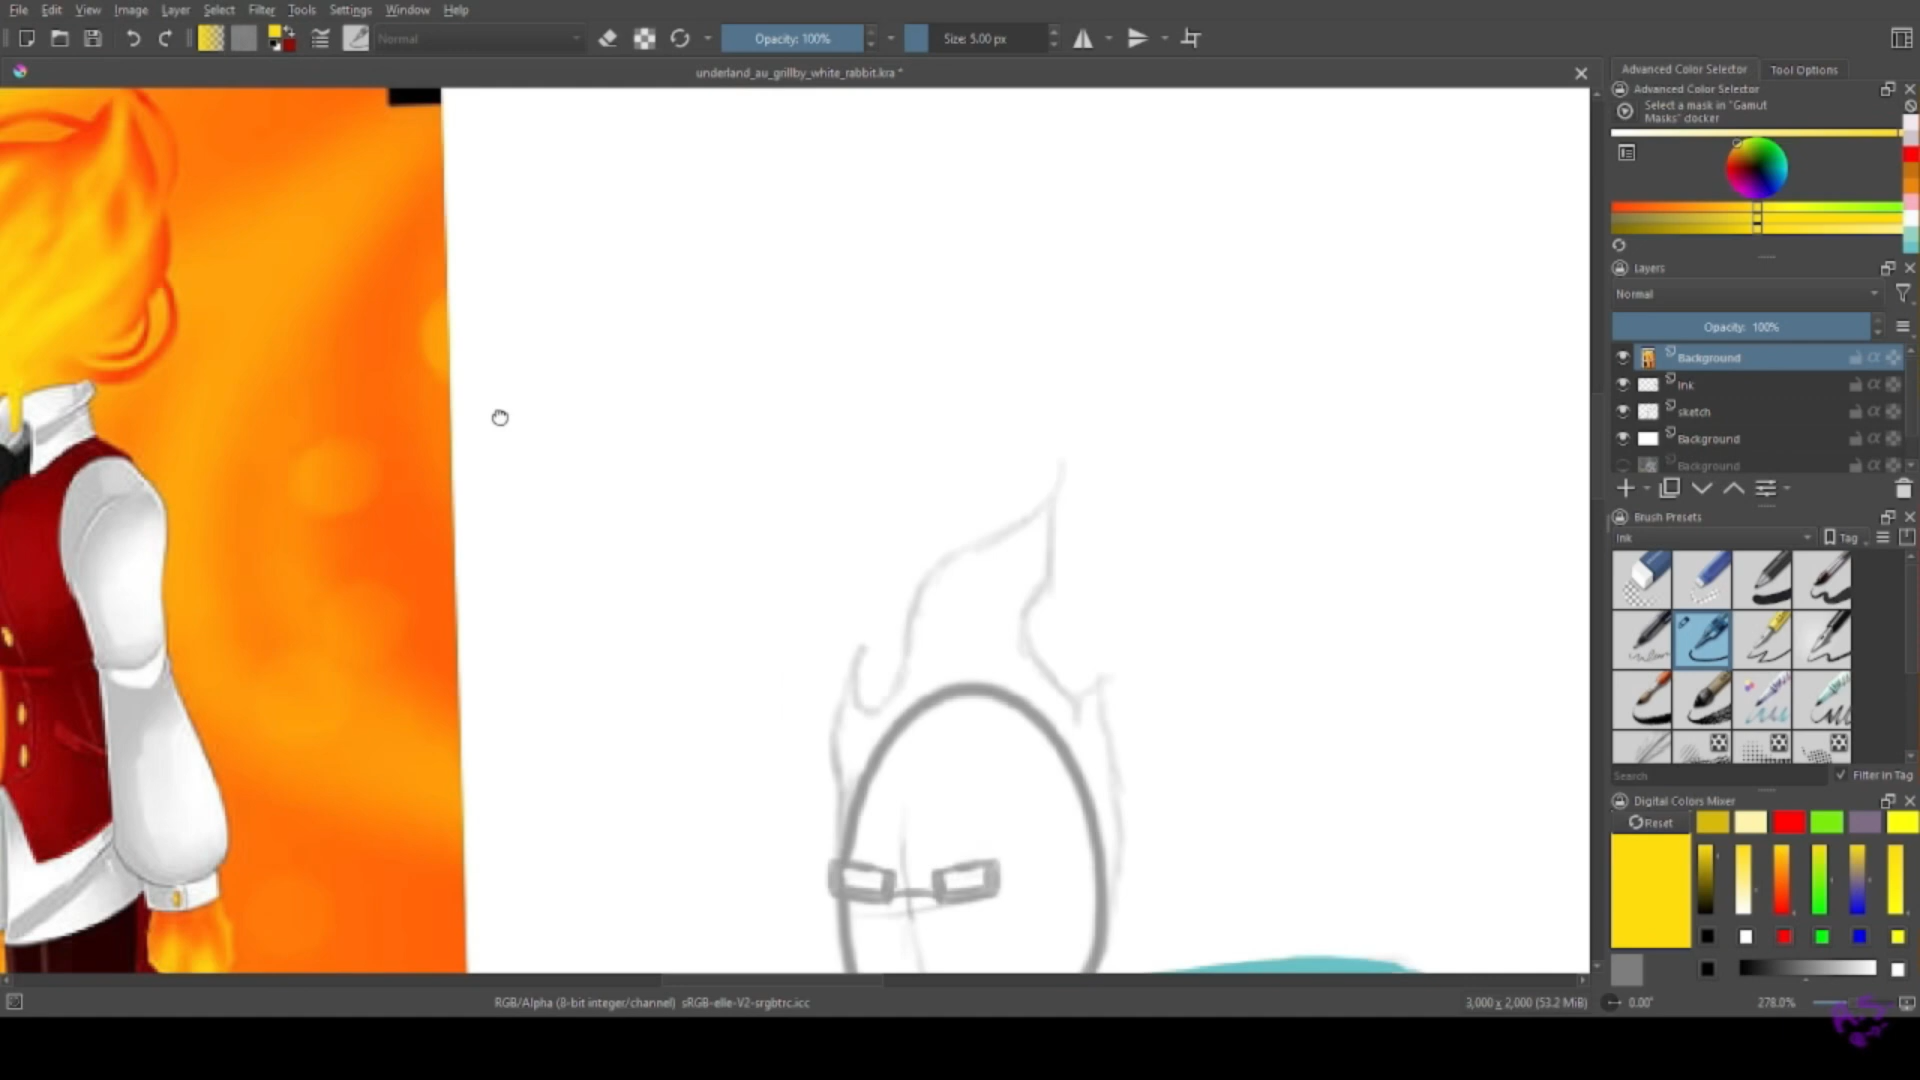 File Edit View Image Layer Select Filter Tools Settings Window Help
Normal
Opacity: 100%
Size: 5.00 px
underland_au_grillby_white_rabbit.kra *
Advanced Color Selector
Tool Options
Advanced Color Selector
Select a mask in "Gamut
Masks" docker
Layers
Normal
Opacity: 100%
Background
Ink
sketch
Background
Background
Brush Presets
Ink
Tag
Search
Filter in Tag
Digital Colors Mixer
Reset
RGB/Alpha (8-bit integer/channel) sRGB-elle-V2-srgbtrc.icc
3,000 x 2,000 (53.2 MiB)
0.00°
278.0%